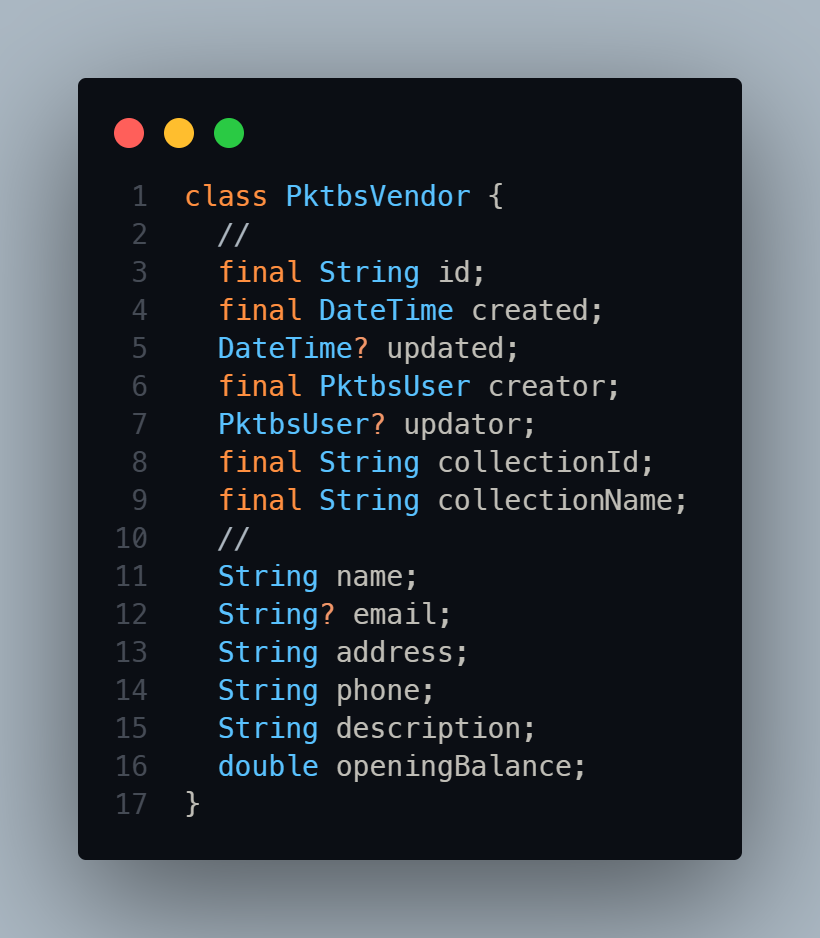 1 class PktbsVendor {
2 //
3 final String id;
4 final DateTime created;
5 DateTime? updated;
6 final PktbsUser creator;
7 PktbsUser? updator;
8 final String collectionId;
9 final String collectionName;
10 //
11 String name;
12 String? email;
13 String address;
14 String phone;
15 String description;
16 double openingBalance;
17 }